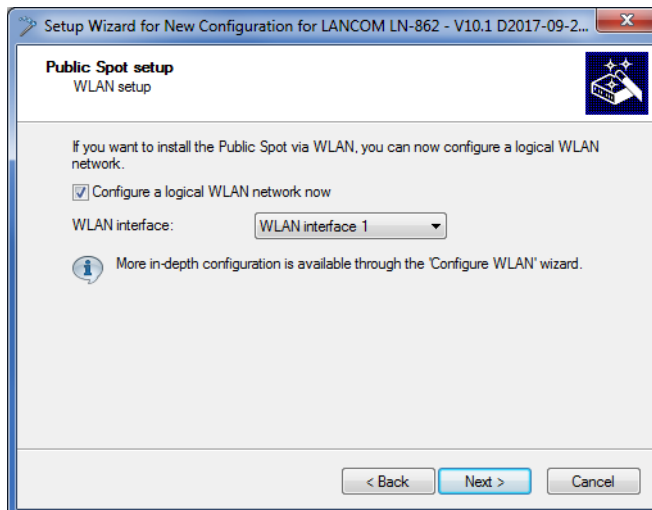 Setup Wizard for New Configuration for LANCOM LN-862 - V10.1 D2017-09-2...
Public Spot setup
WLAN setup
If you want to install the Public Spot via WLAN, you can now configure a logical WLAN
network.
Configure a logical WLAN network now
WLAN interface:
WLAN interface 1
More in-depth configuration is available through the 'Configure WLAN' wizard.
< Back
Next >
Cancel